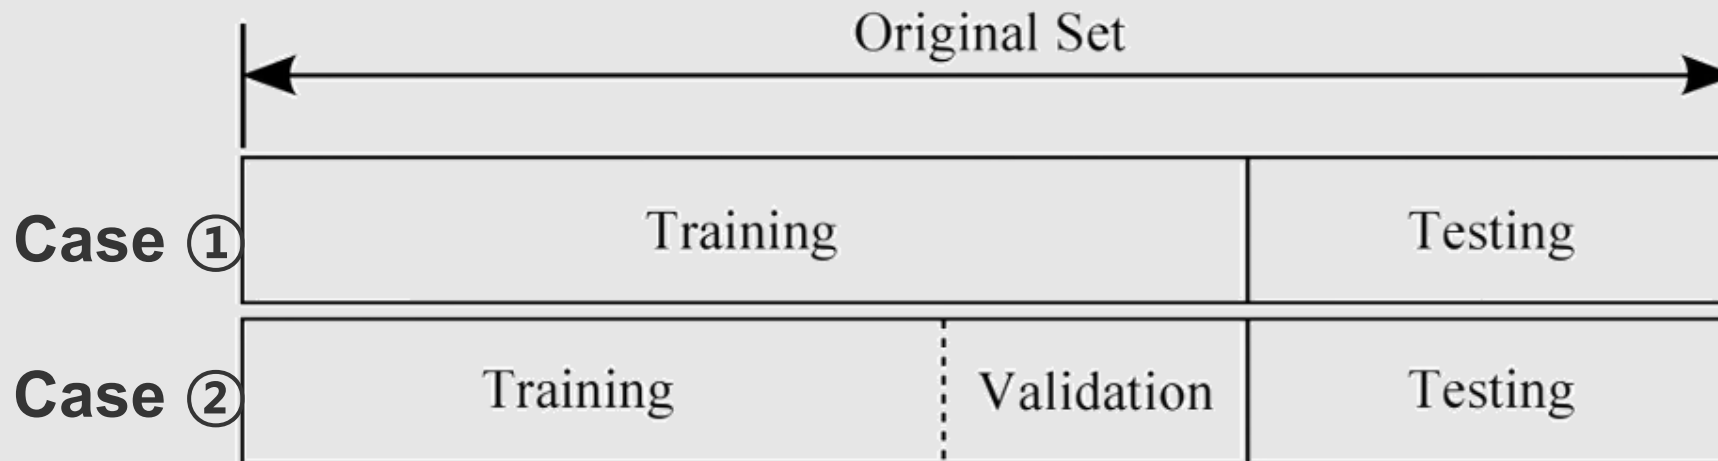 Original Set
Case ① Training Testing
Case ② Training Validation Testing